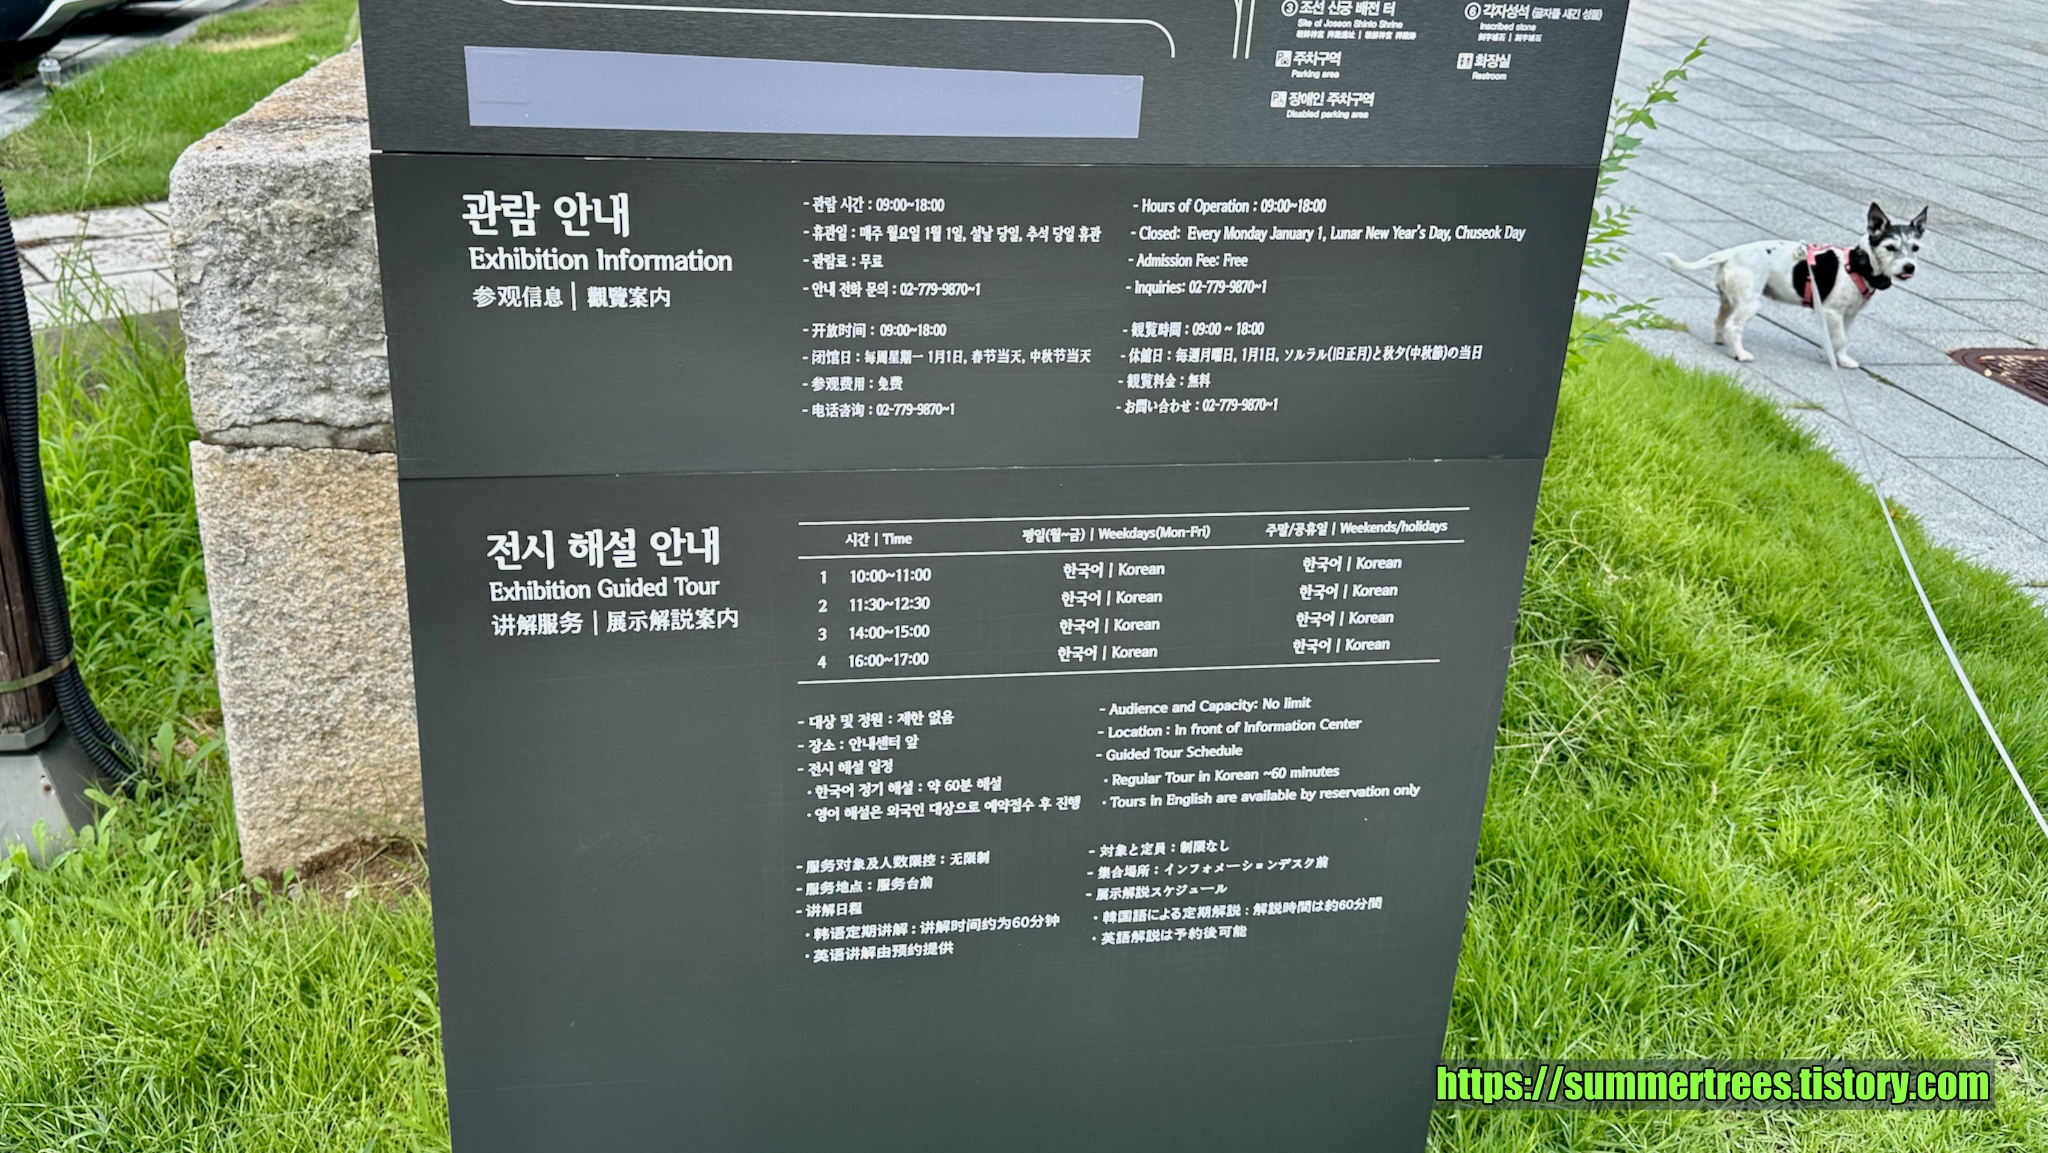 ③ 조선 신궁 배전 터
Site of Joseon Shinto Shrine
⑥ 각자성석 (글자를 새긴 성돌)
Inscribed stone
주차구역
Parking area
화장실
Restroom
장애인 주차구역
Disabled parking area
관람 안내
Exhibition Information
参观信息 | 觀覽案内
- 관람 시간 : 09:00~18:00
- 휴관일 : 매주 월요일 1월 1일, 설날 당일, 추석 당일 휴관
- 관람료 : 무료
- 안내 전화 문의 : 02-779-9870~1
- Hours of Operation : 09:00~18:00
- Closed: Every Monday January 1, Lunar New Year's Day, Chuseok Day
- Admission Fee: Free
- Inquiries: 02-779-9870~1
- 开放时间 : 09:00~18:00
- 闭馆日 : 每周星期一 1月1日, 春节当天, 中秋节当天
- 参观费用 : 免费
- 电话咨询 : 02-779-9870~1
- 観覧時間 : 09:00 ~ 18:00
- 休館日 : 毎週月曜日, 1月1日, ソルラル(旧正月)と秋夕(中秋節)の当日
- 観覧料金 : 無料
- お問い合わせ : 02-779-9870~1
전시 해설 안내
Exhibition Guided Tour
讲解服务 | 展示解説案内
시간 | Time 평일(월~금) | Weekdays(Mon-Fri) 주말/공휴일 | Weekends/holidays
1 10:00~11:00 한국어 | Korean 한국어 | Korean
2 11:30~12:30 한국어 | Korean 한국어 | Korean
3 14:00~15:00 한국어 | Korean 한국어 | Korean
4 16:00~17:00 한국어 | Korean 한국어 | Korean
- 대상 및 정원 : 제한 없음
- 장소 : 안내센터 앞
- 전시 해설 일정
· 한국어 정기 해설 : 약 60분 해설
· 영어 해설은 외국인 대상으로 예약접수 후 진행
- Audience and Capacity: No limit
- Location : In front of Information Center
- Guided Tour Schedule
· Regular Tour in Korean ~60 minutes
· Tours in English are available by reservation only
- 服务对象及人数限控 : 无限制
- 服务地点 : 服务台前
- 讲解日程
· 韩语定期讲解 : 讲解时间约为60分钟
· 英语讲解由预约提供
- 対象と定員 : 制限なし
- 集合場所 : インフォメーションデスク前
- 展示解説スケジュール
· 韓国語による定期解説 : 解説時間は約60分間
· 英語解説は予約後可能
https://summertrees.tistory.com